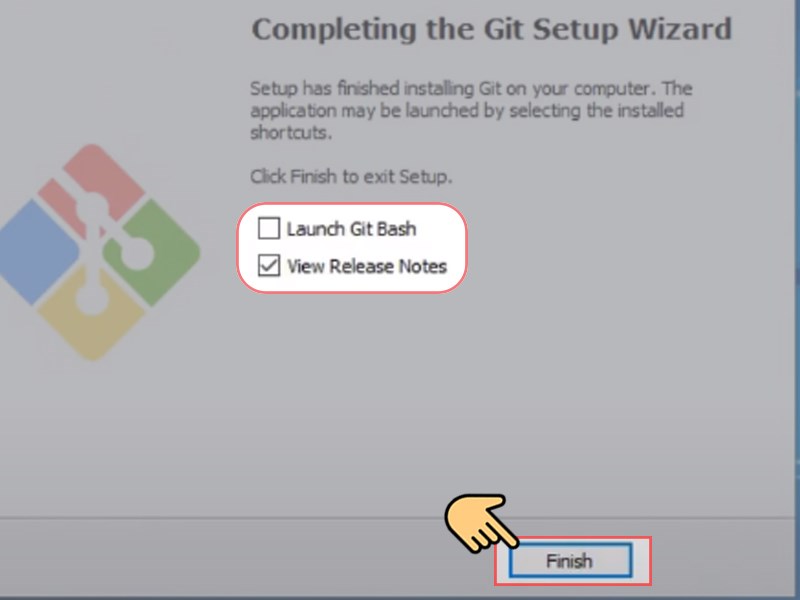 Completing the Git Setup Wizard
Setup has finished installing Git on your computer. The
application may be launched by selecting the installed
shortcuts.
Click Finish to exit Setup.
Launch Git Bash
View Release Notes
Finish